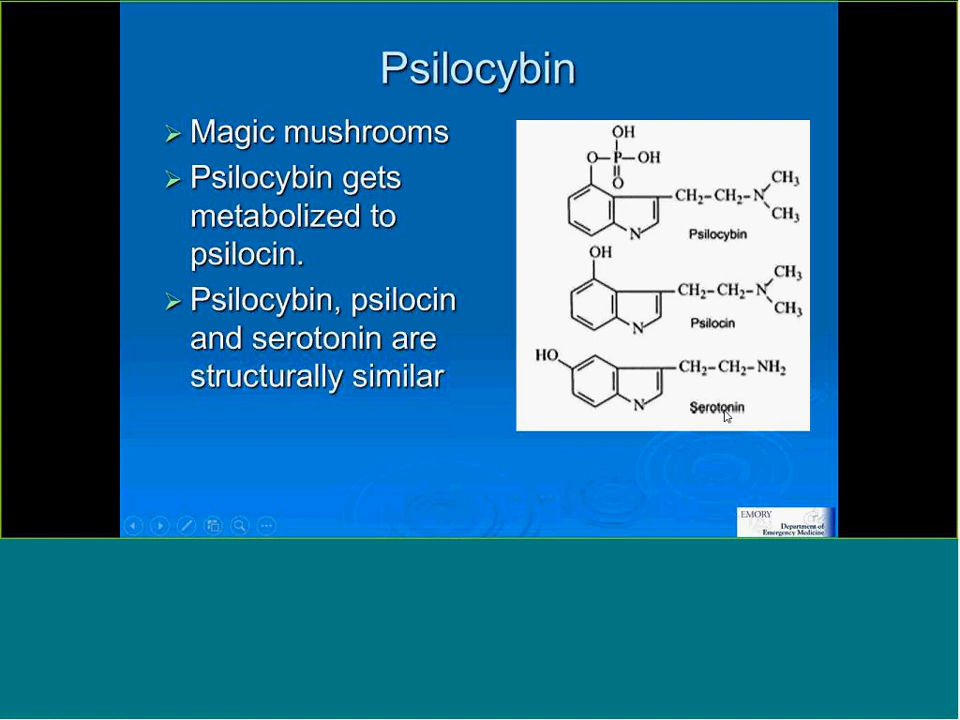 Psilocybin
➢ Magic mushrooms
➢ Psilocybin gets
metabolized to
psilocin.
➢ Psilocybin, psilocin
and serotonin are
structurally similar
OH
O—P—OH
O
CH₂—CH₂—N
CH₃
CH₃
N
Psilocybin
OH
CH₂—CH₂—N
CH₃
CH₃
N
Psilocin
HO
CH₂—CH₂—NH₂
N
Serotonin
EMORY
Department of
Emergency Medicine